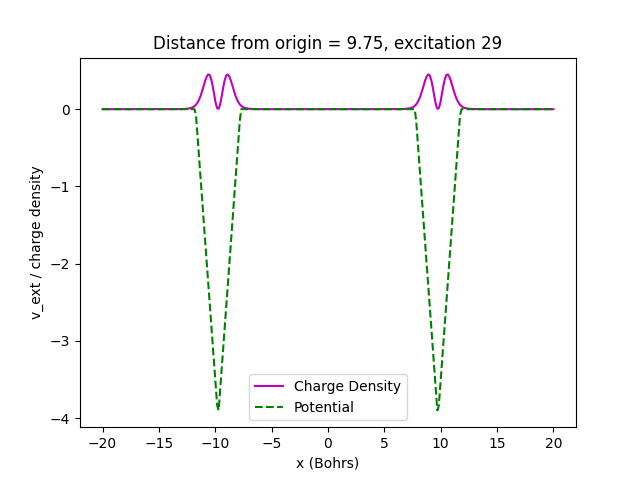 Distance from origin = 9.75, excitation 29
v_ext / charge density
0
−1
−2
−3
−4
Charge Density
Potential
−20 −15 −10 −5 0 5 10 15 20
x (Bohrs)